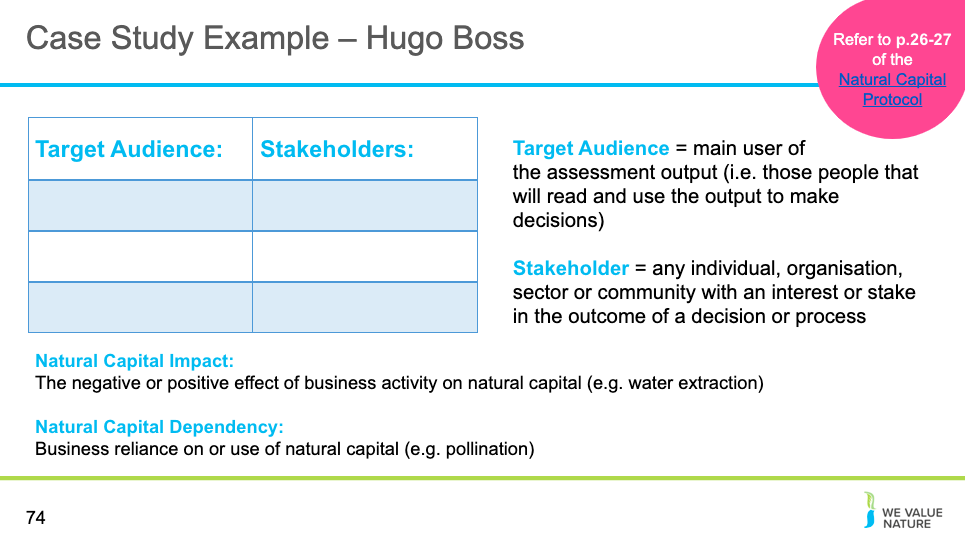 Case Study Example – Hugo Boss
Refer to p.26-27
of the
Natural Capital
Protocol
Target Audience:
Stakeholders:
Target Audience = main user of
the assessment output (i.e. those people that
will read and use the output to make
decisions)
Stakeholder = any individual, organisation,
sector or community with an interest or stake
in the outcome of a decision or process
Natural Capital Impact:
The negative or positive effect of business activity on natural capital (e.g. water extraction)
Natural Capital Dependency:
Business reliance on or use of natural capital (e.g. pollination)
74
WE VALUE
NATURE